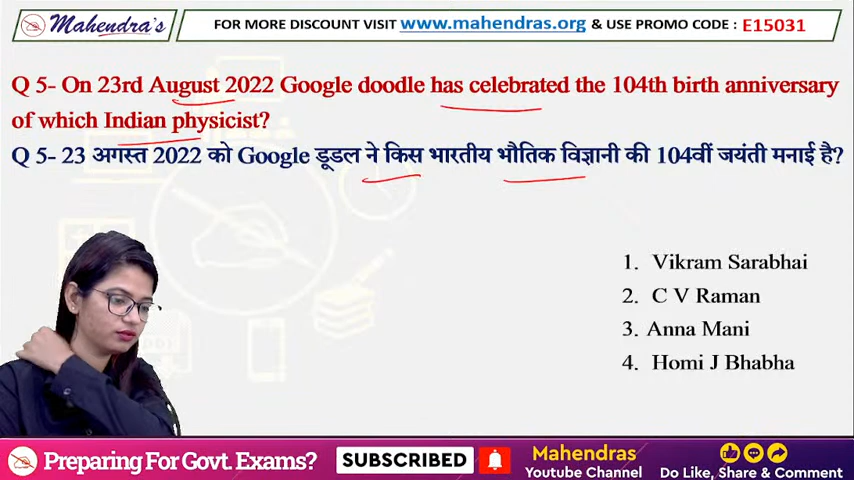 Mahendra's
FOR MORE DISCOUNT VISIT www.mahendras.org & USE PROMO CODE : E15031
Q 5- On 23rd August 2022 Google doodle has celebrated the 104th birth anniversary
of which Indian physicist?
Q 5- 23 अगस्त 2022 को Google डूडल ने किस भारतीय भौतिक विज्ञानी की 104वीं जयंती मनाई है?
1. Vikram Sarabhai
2. C V Raman
3. Anna Mani
4. Homi J Bhabha
Preparing For Govt. Exams?
SUBSCRIBED
Mahendras
Youtube Channel
Do Like, Share & Comment